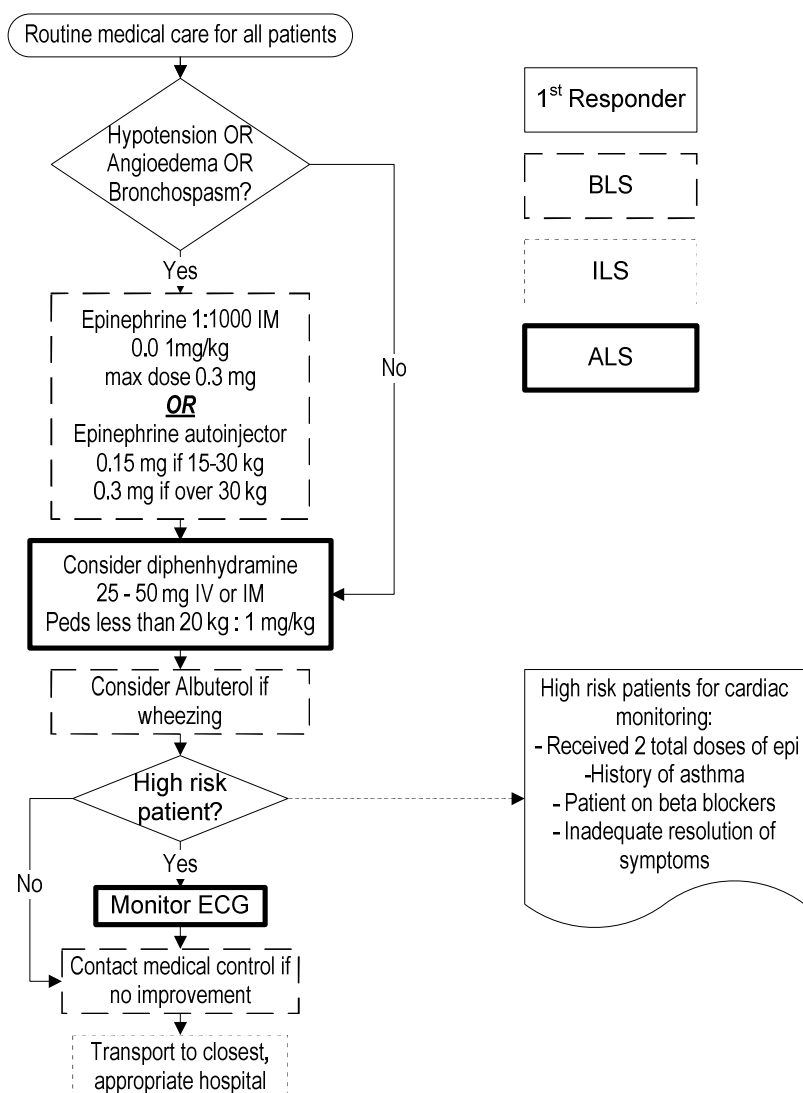 Routine medical care for all patients
Hypotension OR
Angioedema OR
Bronchospasm?
Yes
No
Epinephrine 1:1000 IM
0.0 1mg/kg
max dose 0.3 mg
OR
Epinephrine autoinjector
0.15 mg if 15-30 kg
0.3 mg if over 30 kg
Consider diphenhydramine
25 - 50 mg IV or IM
Peds less than 20 kg : 1 mg/kg
Consider Albuterol if
wheezing
High risk
patient?
Yes
No
Monitor ECG
Contact medical control if
no improvement
Transport to closest,
appropriate hospital
1st Responder
BLS
ILS
ALS
High risk patients for cardiac
monitoring:
- Received 2 total doses of epi
-History of asthma
- Patient on beta blockers
- Inadequate resolution of
symptoms